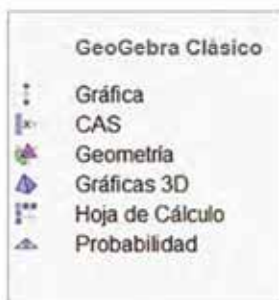 GeoGebra Clásico
Gráfica
CAS
Geometría
Gráficas 3D
Hoja de Cálculo
Probabilidad